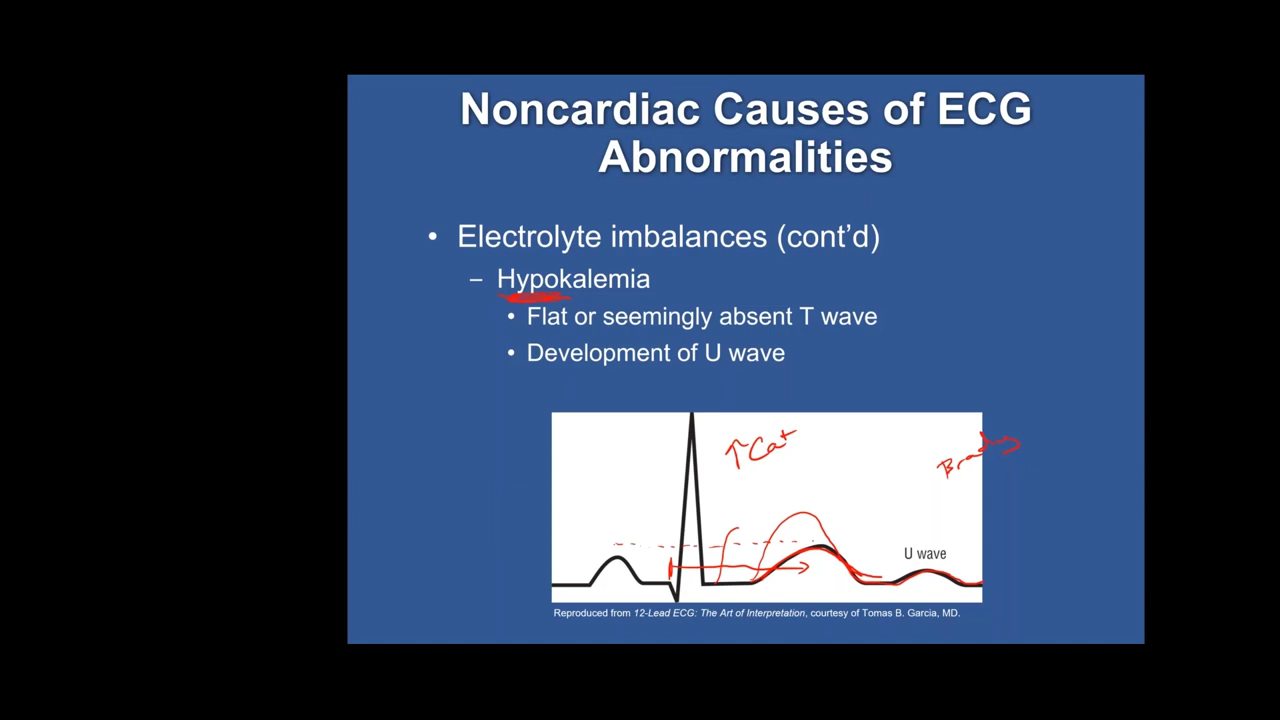 Noncardiac Causes of ECG
Abnormalities
• Electrolyte imbalances (cont’d)
– Hypokalemia
• Flat or seemingly absent T wave
• Development of U wave
↑Ca+
Brady
U wave
Reproduced from 12-Lead ECG: The Art of Interpretation, courtesy of Tomas B. Garcia, MD.